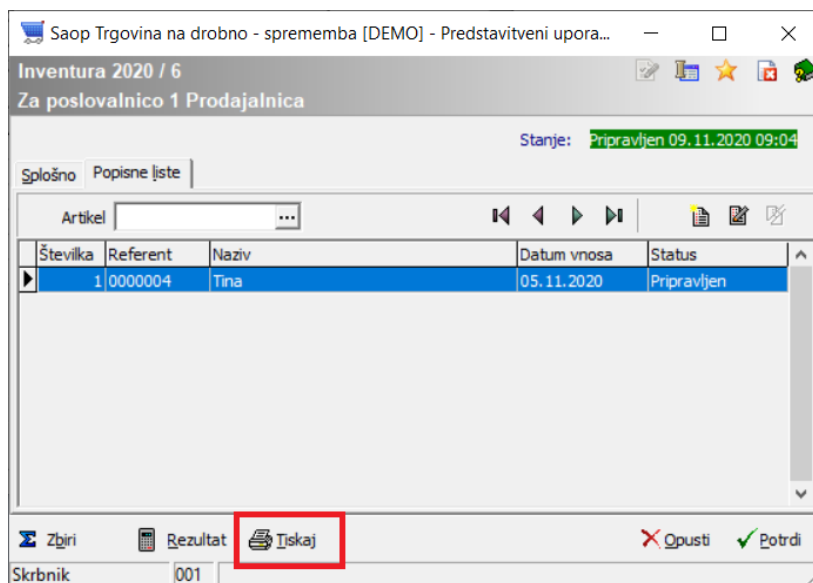 Saop Trgovina na drobno - sprememba [DEMO] - Predstavitveni upora...
Inventura 2020 / 6
Za poslovalnico 1 Prodajalnica
Stanje: Pripravljen 09.11.2020 09:04
Splošno Popisne liste
Artikel ...
Številka Referent Naziv Datum vnosa Status
1 0000004 Tina 05.11.2020 Pripravljen
Zbiri Rezultat Tiskaj Opusti Potrdi
Skrbnik 001